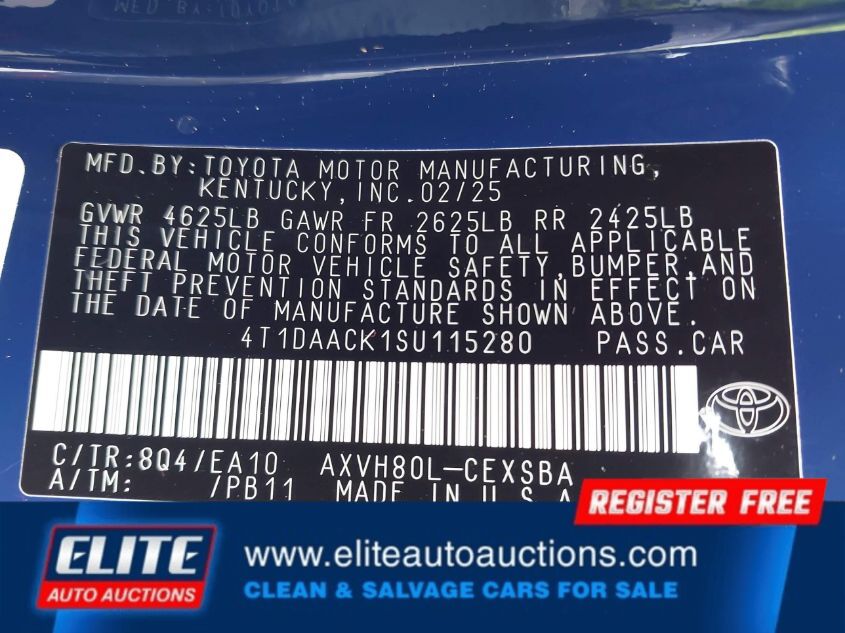 MFD. BY: TOYOTA MOTOR MANUFACTURING,
KENTUCKY, INC. 02/25
GVWR 4625LB GAWR FR 2625LB RR 2425LB
THIS VEHICLE CONFORMS TO ALL APPLICABLE
FEDERAL MOTOR VEHICLE SAFETY, BUMPER, AND
THEFT PREVENTION STANDARDS IN EFFECT ON
THE DATE OF MANUFACTURE SHOWN ABOVE.
4T1DAACK1SU115280 PASS. CAR
C/TR: 8Q4/EA10 AXVH80L-CEXSBA
A/TM: /PB11 MADE IN U.S.A
REGISTER FREE
ELITE
AUTO AUCTIONS
www.eliteautoauctions.com
CLEAN & SALVAGE CARS FOR SALE